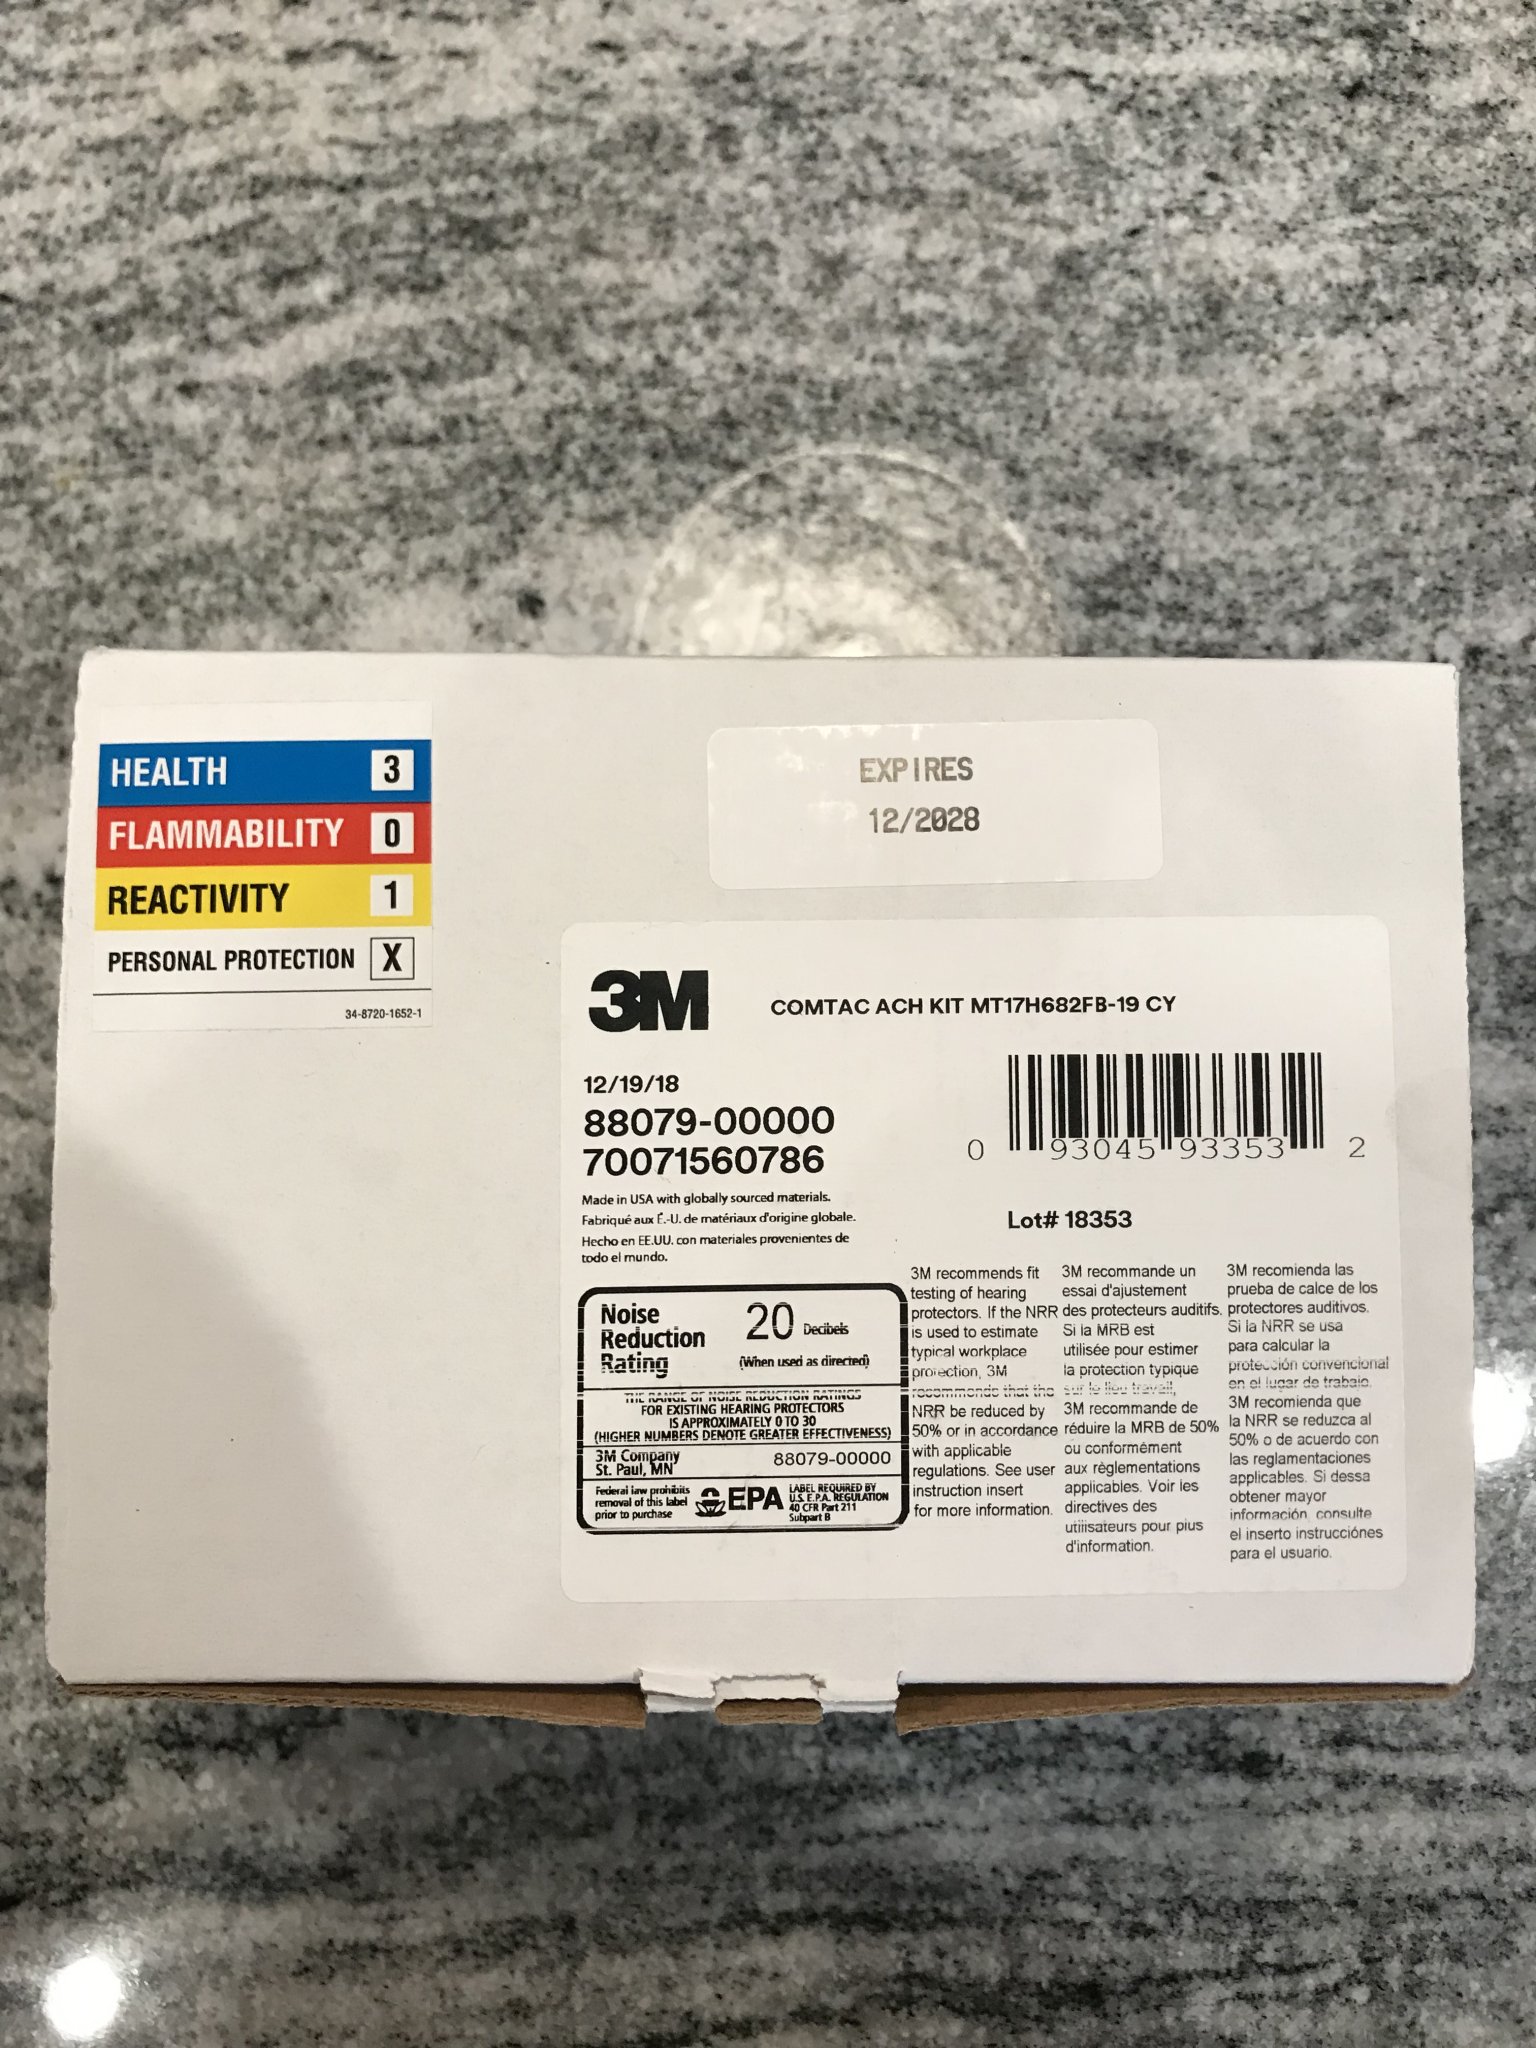 HEALTH 3
FLAMMABILITY 0
REACTIVITY 1
PERSONAL PROTECTION X
34-8720-1652-1
EXPIRES
12/2028
3M
COMTAC ACH KIT MT17H682FB-19 CY
12/19/18
88079-00000
70071560786
0 93045 93353 2
Made in USA with globally sourced materials.
Fabriqué aux É.-U. de matériaux d'origine globale.
Hecho en EE.UU. con materiales provenientes de
todo el mundo.
Lot# 18353
Noise
Reduction
Rating
20 Decibels
(When used as directed)
THE RANGE OF NOISE REDUCTION RATINGS
FOR EXISTING HEARING PROTECTORS
IS APPROXIMATELY 0 TO 30
(HIGHER NUMBERS DENOTE GREATER EFFECTIVENESS)
3M Company
St. Paul, MN
88079-00000
Federal law prohibits
removal of this label
prior to purchase
EPA
LABEL REQUIRED BY
U.S. E.P.A. REGULATION
40 CFR Part 211
Subpart B
3M recommends fit
testing of hearing
protectors. If the NRR
is used to estimate
typical workplace
protection, 3M
recommends that the
NRR be reduced by
50% or in accordance
with applicable
regulations. See user
instruction insert
for more information.
3M recommande un
essai d'ajustement
des protecteurs auditifs.
Si la MRB est
utilisée pour estimer
la protection typique
sur le lieu travail,
3M recommande de
réduire la MRB de 50%
ou conformément
aux règlementations
applicables. Voir les
directives des
utilisateurs pour plus
d'information.
3M recomienda las
prueba de calce de los
protectores auditivos.
Si la NRR se usa
para calcular la
protección convencional
en el lugar de trabajo,
3M recomienda que
la NRR se reduzca al
50% o de acuerdo con
las reglamentaciones
applicables. Si dessa
obtener mayor
información, consulte
el inserto instrucciónes
para el usuario.